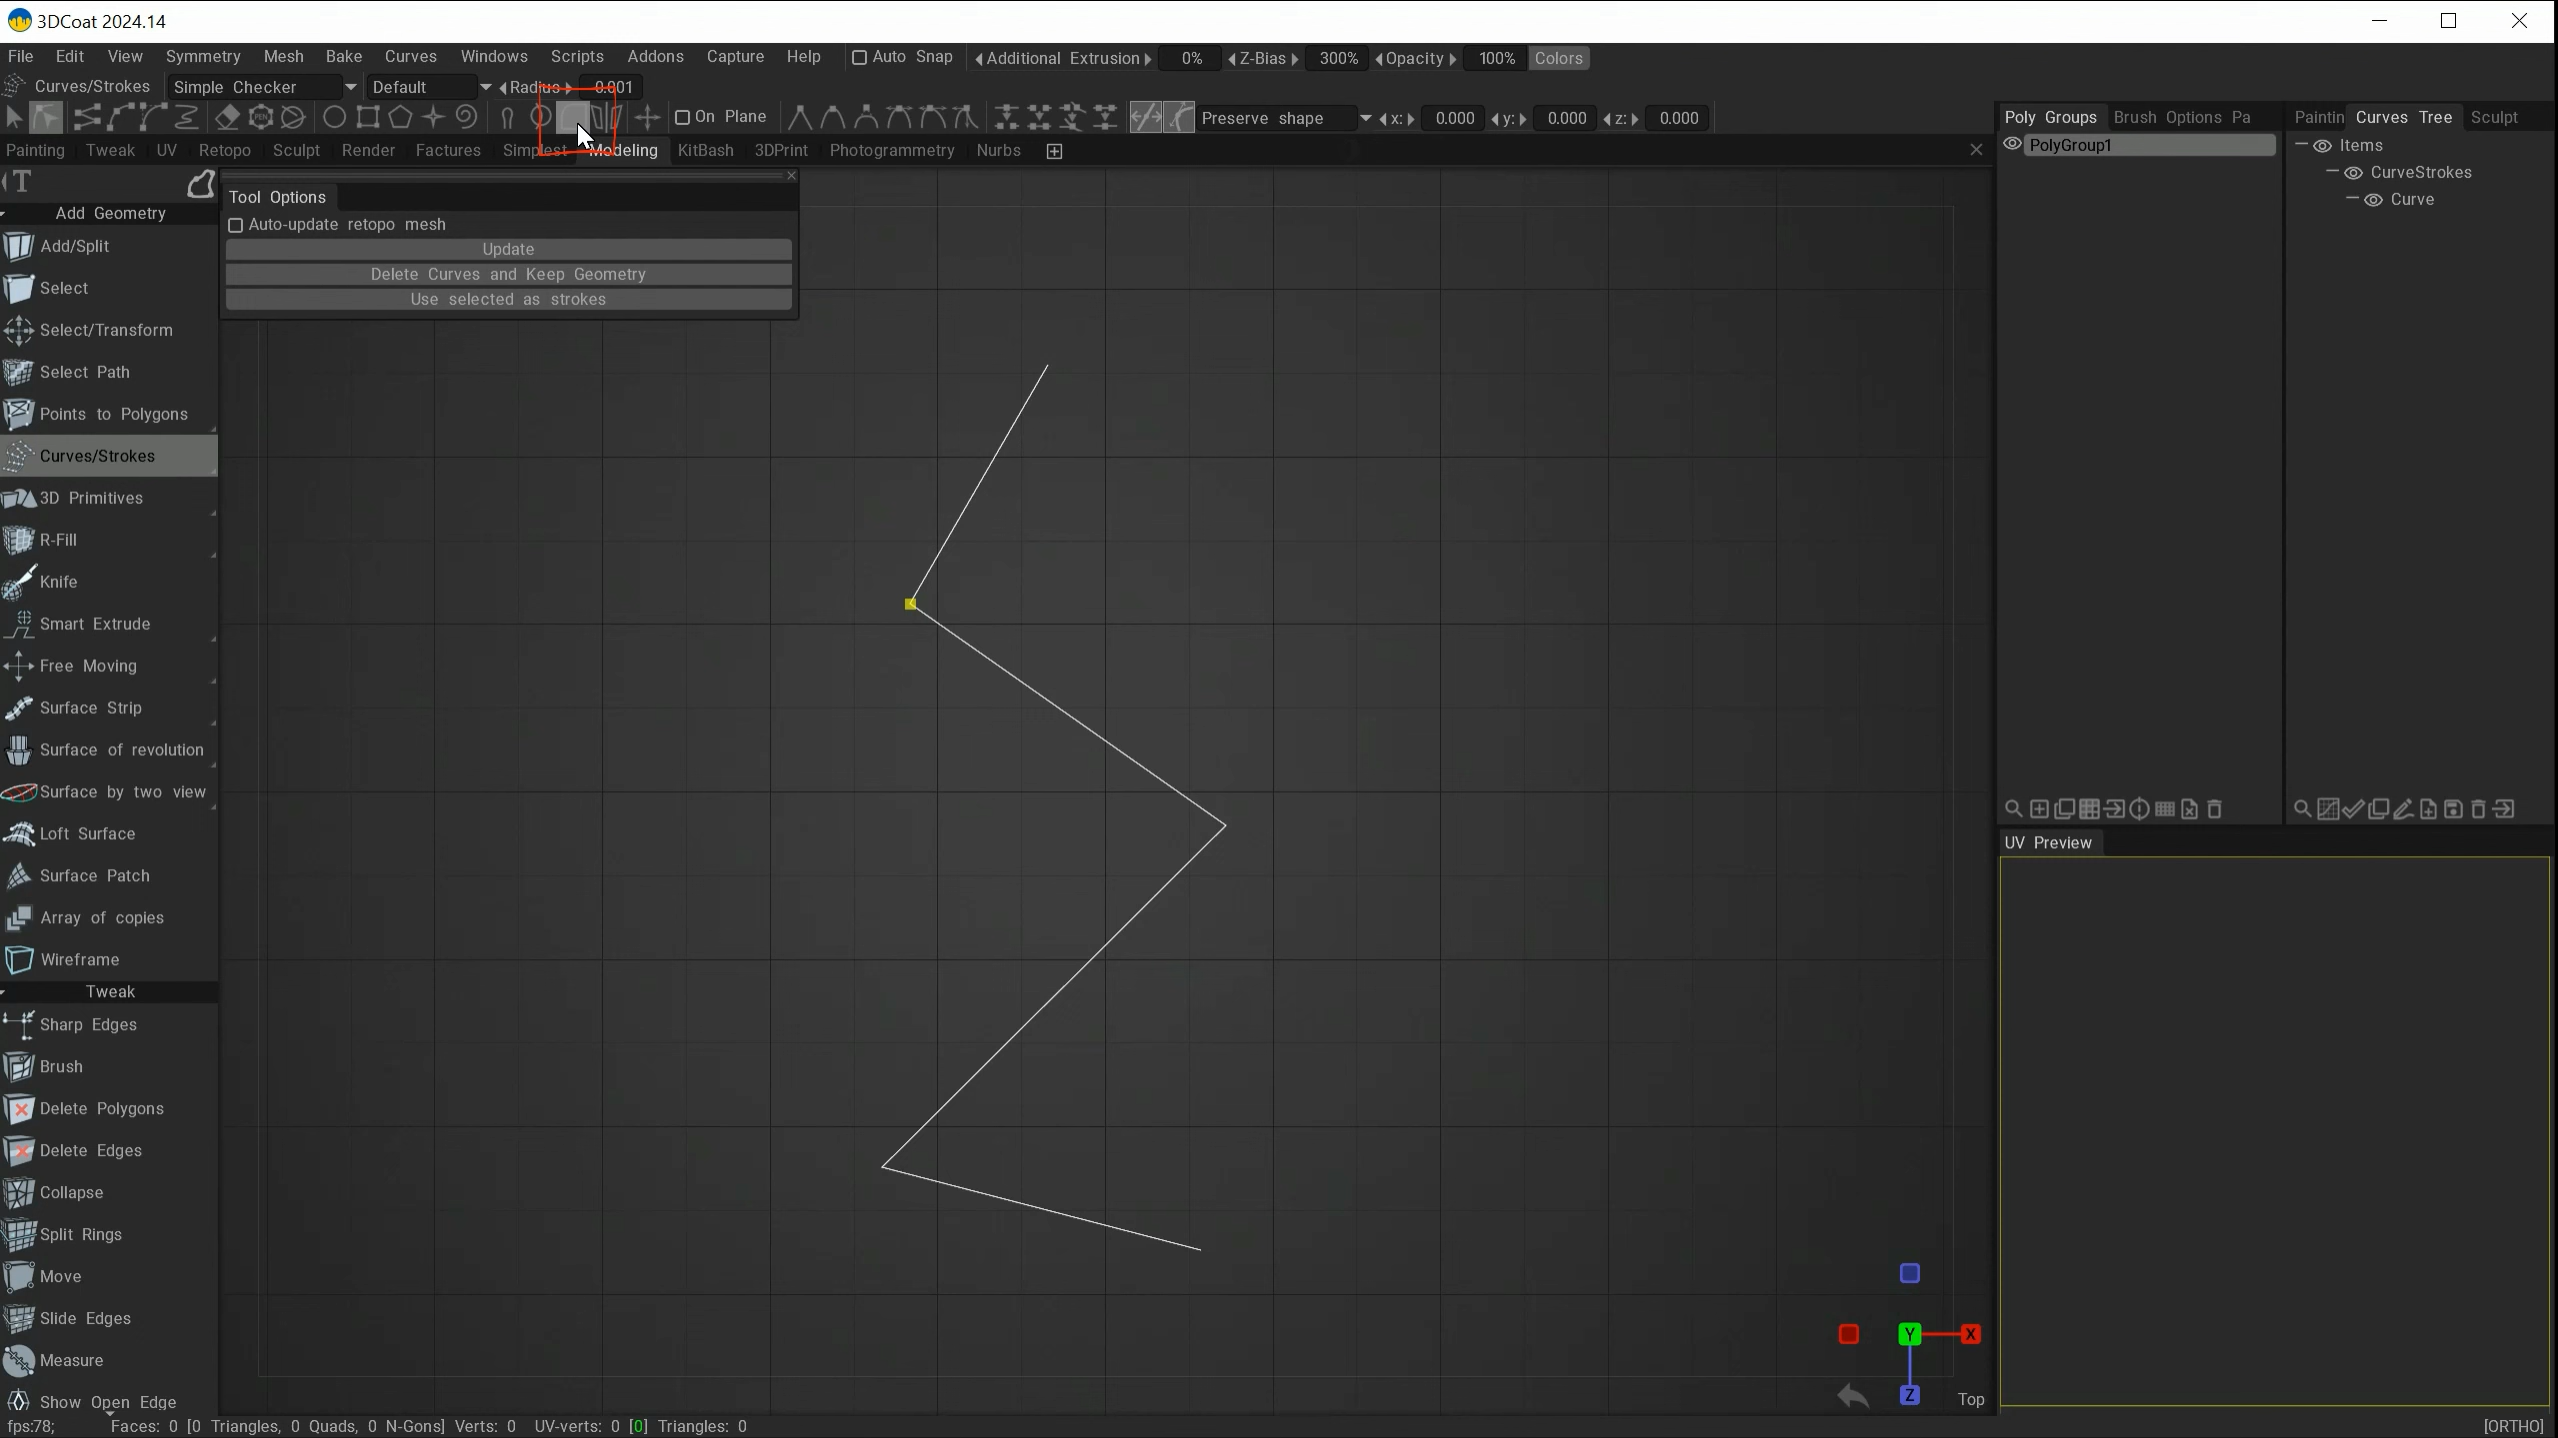 3DCoat 2024.14
File Edit View Symmetry Mesh Bake Curves Windows Scripts Addons Capture Help Auto Snap Additional Extrusion 0% Z-Bias 300% Opacity 100% Colors
Curves/Strokes Simple Checker Default Radius 0.001
On Plane Preserve shape x: 0.000 y: 0.000 z: 0.000
Painting Tweak UV Retopo Sculpt Render Factures Simplest Modeling KitBash 3DPrint Photogrammetry Nurbs
T
Add Geometry
Add/Split
Select
Select/Transform
Select Path
Points to Polygons
Curves/Strokes
3D Primitives
R-Fill
Knife
Smart Extrude
Free Moving
Surface Strip
Surface of revolution
Surface by two view
Loft Surface
Surface Patch
Array of copies
Wireframe
Tweak
Sharp Edges
Brush
Delete Polygons
Delete Edges
Collapse
Split Rings
Move
Slide Edges
Measure
Show Open Edge
Tool Options
Auto-update retopo mesh
Update
Delete Curves and Keep Geometry
Use selected as strokes
Poly Groups Brush Options Pa
PolyGroup1
Paintin Curves Tree Sculpt
Items
CurveStrokes
Curve
UV Preview
Y X
Z
Top
fps:78; Faces: 0 [0 Triangles, 0 Quads, 0 N-Gons] Verts: 0 UV-verts: 0 [0] Triangles: 0
[ORTHO]